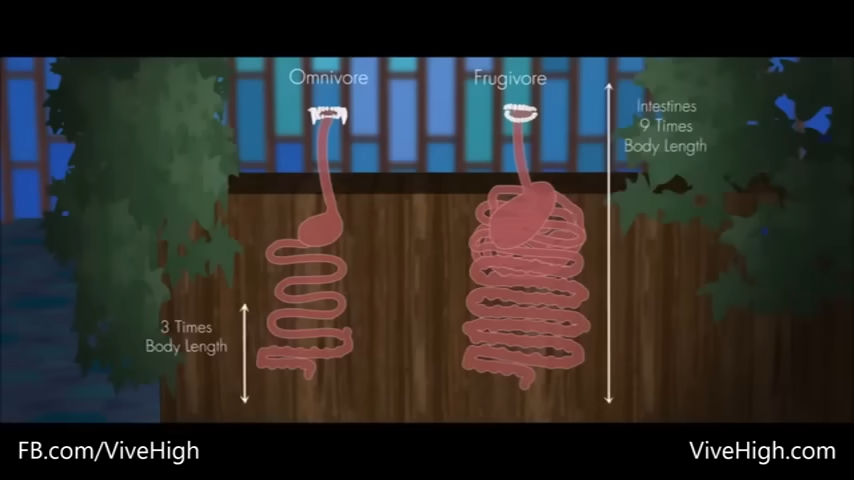 Omnivore
Frugivore
Intestines
9 Times
Body Length
3 Times
Body Length
FB.com/ViveHigh
ViveHigh.com